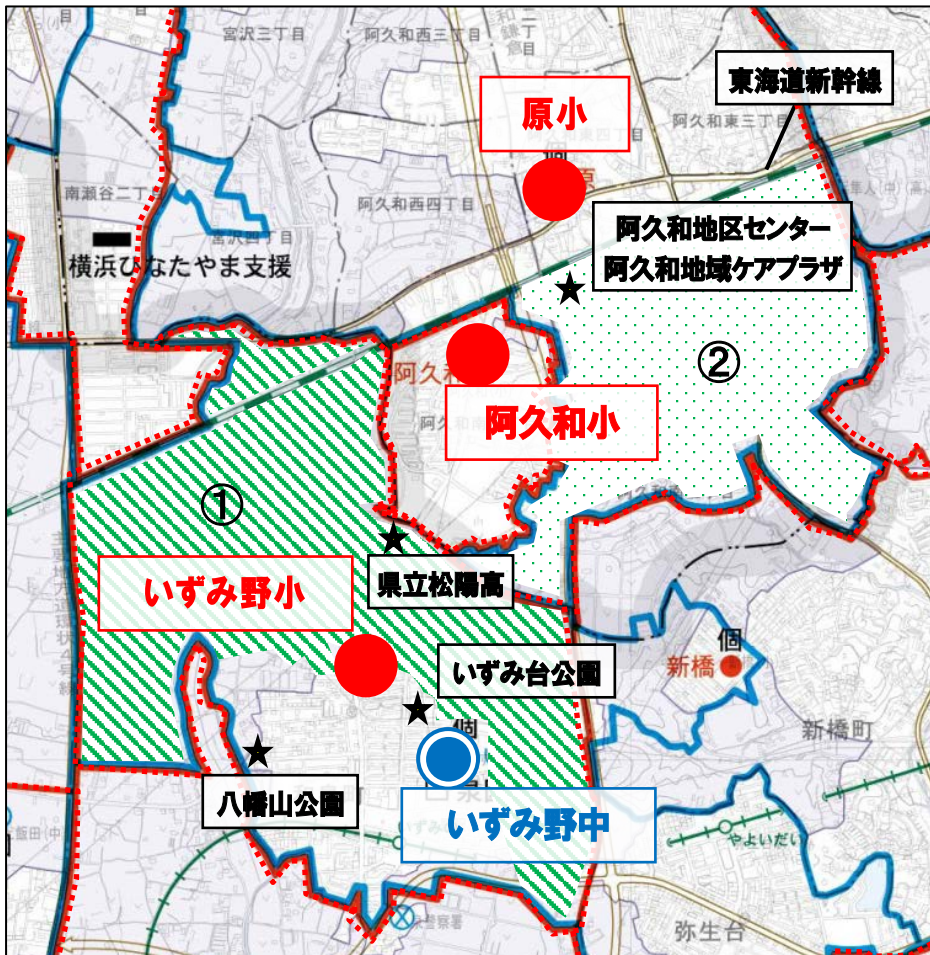 宮沢三丁目
阿久和西三丁目
東海道新幹線
原小
阿久和東三丁目
南瀬谷二丁目
阿久和西四丁目
宮沢四丁目
横浜ひなたやま支援
阿久和地区センター
阿久和地域ケアプラザ
②
阿久和小
①
県立松陽高
いずみ野小
いずみ台公園
個
新橋
新橋町
個
八幡山公園
いずみ野中
やよいだい
弥生台